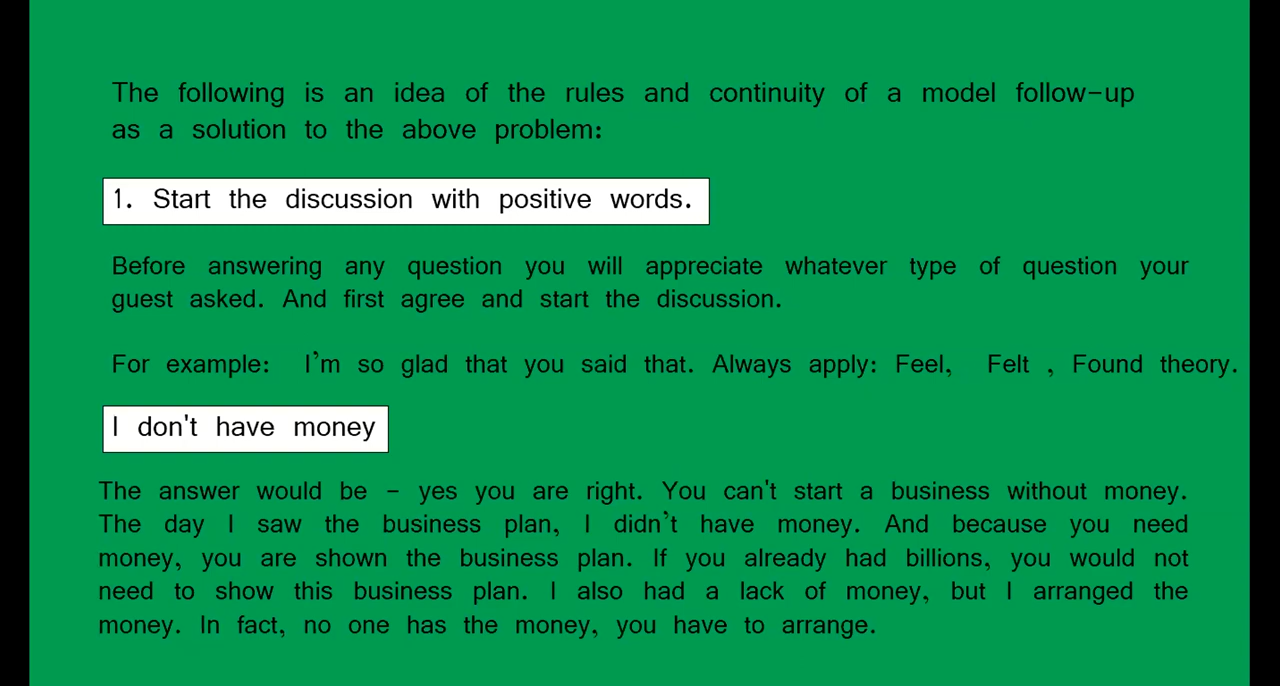 The following is an idea of the rules and continuity of a model follow-up
as a solution to the above problem:
1. Start the discussion with positive words.
Before answering any question you will appreciate whatever type of question your
guest asked. And first agree and start the discussion.
For example: I’m so glad that you said that. Always apply: Feel, Felt , Found theory.
I don't have money
The answer would be - yes you are right. You can't start a business without money.
The day I saw the business plan, I didn’t have money. And because you need
money, you are shown the business plan. If you already had billions, you would not
need to show this business plan. I also had a lack of money, but I arranged the
money. In fact, no one has the money, you have to arrange.